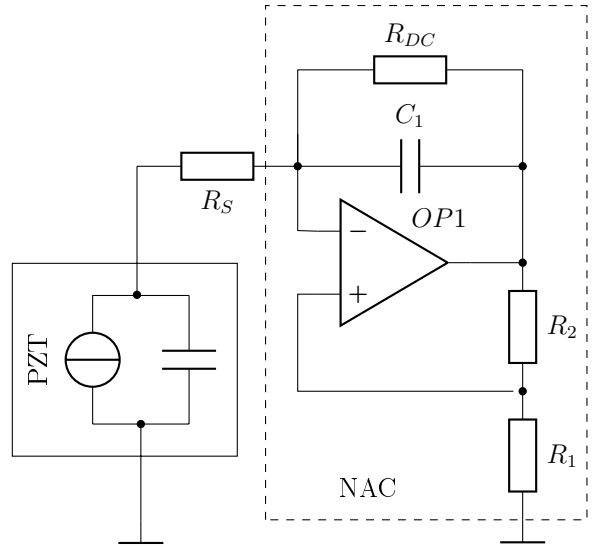 R_DC
C_1
R_S
OP1
−
+
R_2
PZT
R_1
NAC